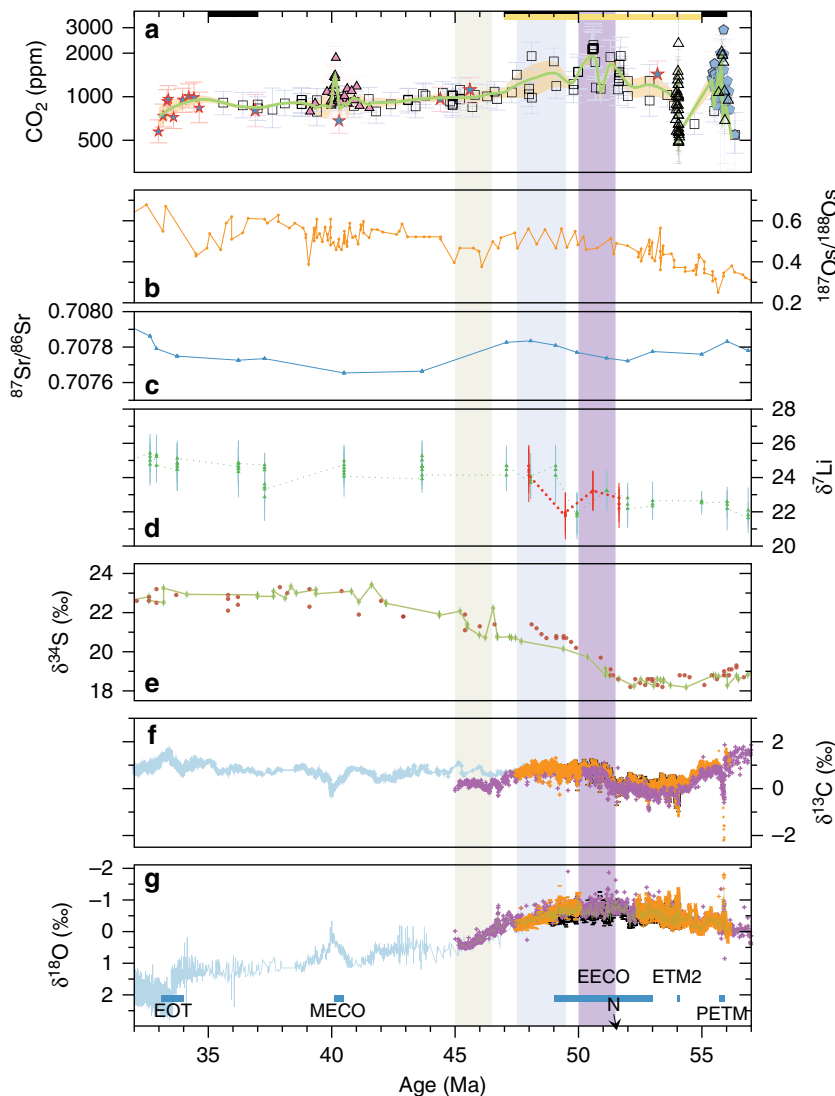 a
CO2 (ppm)
3000
2000
1000
500
b
187Os/188Os
0.6
0.4
0.2
c
87Sr/86Sr
0.7080
0.7078
0.7076
d
δ7Li
28
26
24
22
20
e
δ34S (‰)
24
22
20
18
f
δ13C (‰)
2
0
−2
g
δ18O (‰)
−2
−1
0
1
2
EECO ETM2
N
EOT MECO PETM
35 40 45 50 55
Age (Ma)